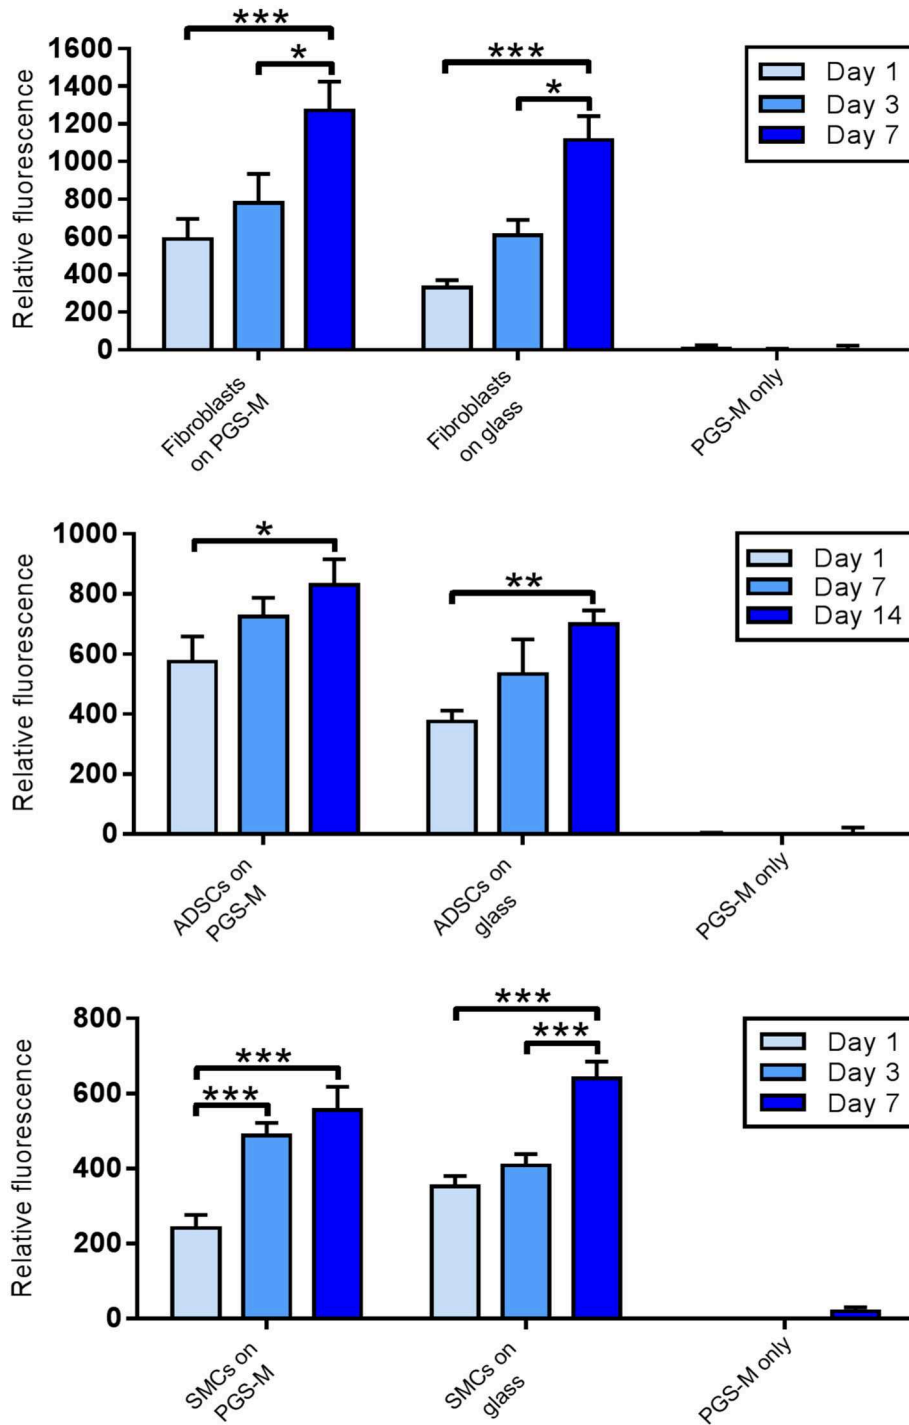 ***
*
***
*
1600
1400
1200
1000
800
600
400
200
0
Relative fluorescence
Day 1
Day 3
Day 7
Fibroblasts
on PGS-M
Fibroblasts
on glass
PGS-M only
*
**
1000
800
600
400
200
0
Relative fluorescence
Day 1
Day 7
Day 14
ADSCs on
PGS-M
ADSCs on
glass
PGS-M only
***
***
***
***
800
600
400
200
0
Relative fluorescence
Day 1
Day 3
Day 7
SMCs on
PGS-M
SMCs on
glass
PGS-M only